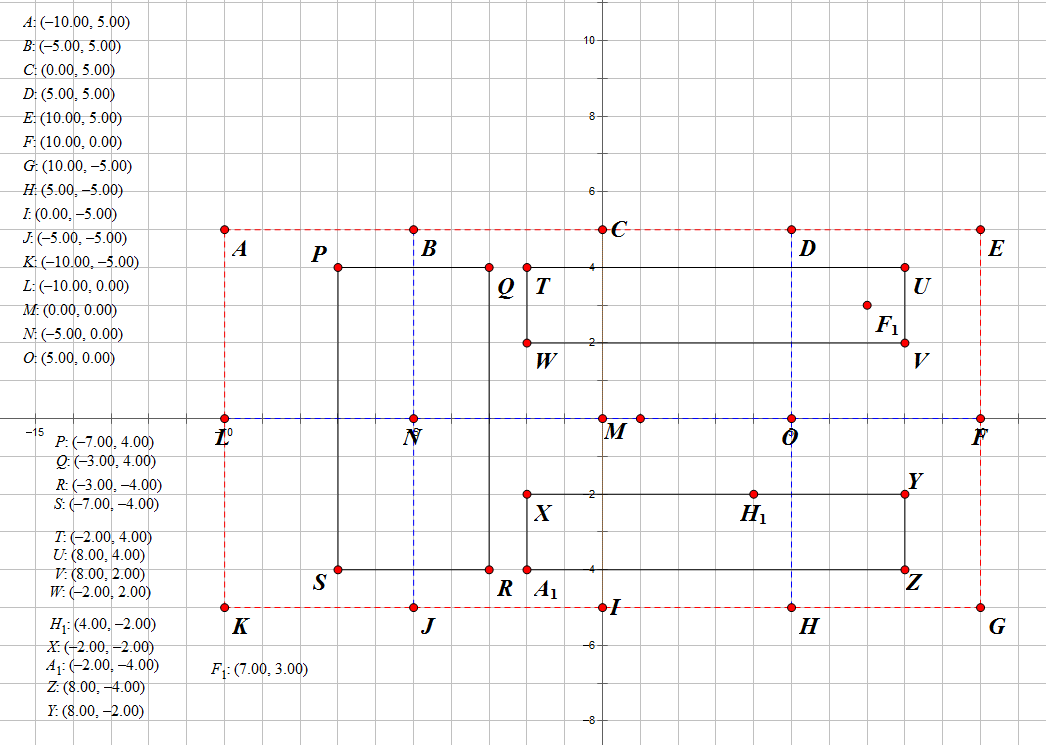 A: (–10.00, 5.00)
B: (–5.00, 5.00)
C: (0.00, 5.00)
D: (5.00, 5.00)
E: (10.00, 5.00)
F: (10.00, 0.00)
G: (10.00, –5.00)
H: (5.00, –5.00)
I: (0.00, –5.00)
J: (–5.00, –5.00)
K: (–10.00, –5.00)
L: (–10.00, 0.00)
M: (0.00, 0.00)
N: (–5.00, 0.00)
O: (5.00, 0.00)
10
8
6
A B C D E
P Q T 4 U
F₁
W 2 V
–15 L N M O F
P: (–7.00, 4.00)
Q: (–3.00, 4.00)
R: (–3.00, –4.00)
S: (–7.00, –4.00)
X –2 H₁ Y
T: (–2.00, 4.00)
U: (8.00, 4.00)
V: (8.00, 2.00)
W: (–2.00, 2.00)
S R A₁ –4 Z
K J I H G
H₁: (4.00, –2.00)
X: (–2.00, –2.00)
A₁: (–2.00, –4.00)
Z: (8.00, –4.00)
Y: (8.00, –2.00)
F₁: (7.00, 3.00)
–6
–8